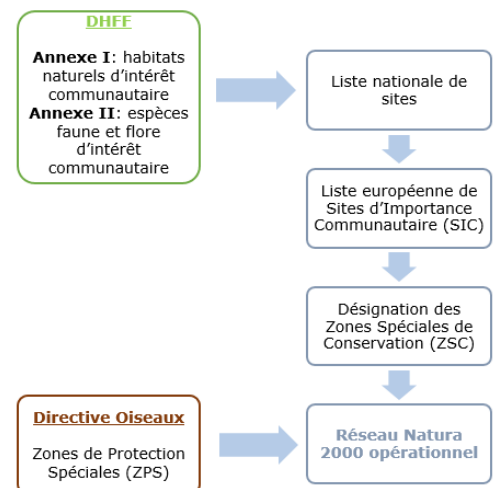 DHFF
Annexe I: habitats
naturels d'intérêt
communautaire
Annexe II: espèces
faune et flore
d'intérêt
communautaire
Liste nationale de
sites
Liste européenne de
Sites d'Importance
Communautaire (SIC)
Désignation des
Zones Spéciales de
Conservation (ZSC)
Directive Oiseaux
Zones de Protection
Spéciales (ZPS)
Réseau Natura
2000 opérationnel